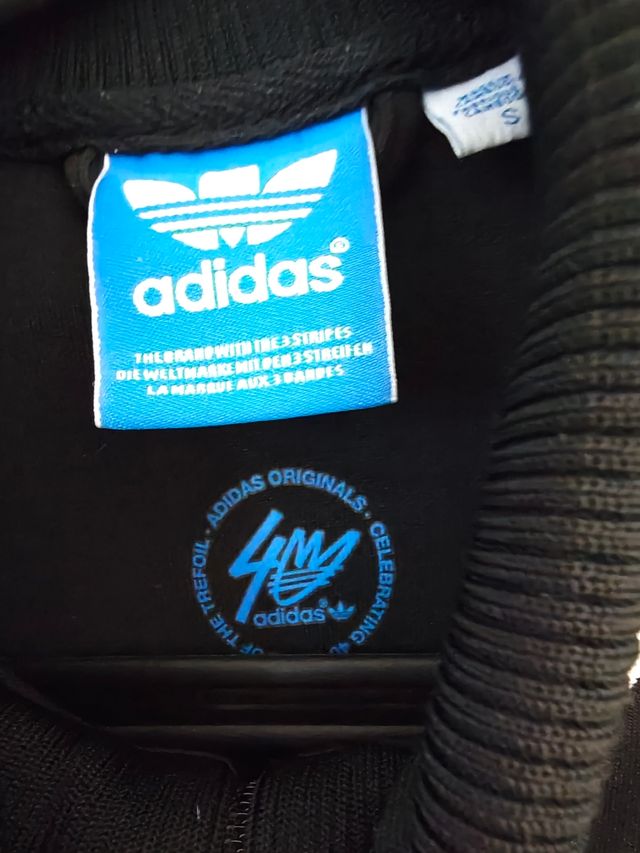 S
adidas®
THE BRAND WITH THE 3 STRIPES
DIE WELTMARKE MIT DEN 3 STREIFEN
LA MARQUE AUX 3 BANDES
OF THE TREFOIL · ADIDAS ORIGINALS · CELEBRATING
40
adidas®